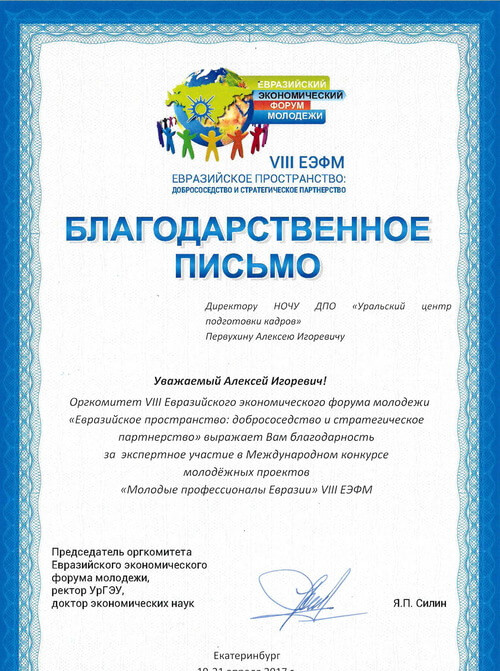 ЕВРАЗИЙСКИЙ
ЭКОНОМИЧЕСКИЙ
ФОРУМ
МОЛОДЕЖИ
VIII ЕЭФМ
ЕВРАЗИЙСКОЕ ПРОСТРАНСТВО:
ДОБРОСОСЕДСТВО И СТРАТЕГИЧЕСКОЕ ПАРТНЕРСТВО
БЛАГОДАРСТВЕННОЕ
ПИСЬМО
Директору НОЧУ ДПО «Уральский центр
подготовки кадров»
Первухину Алексею Игоревичу
Уважаемый Алексей Игоревич!
Оргкомитет VIII Евразийского экономического форума молодежи
«Евразийское пространство: добрососедство и стратегическое
партнерство» выражает Вам благодарность
за экспертное участие в Международном конкурсе
молодёжных проектов
«Молодые профессионалы Евразии» VIII ЕЭФМ
Председатель оргкомитета
Евразийского экономического
форума молодежи,
ректор УрГЭУ,
доктор экономических наук
Я.П. Силин
Екатеринбург
апреля 2017 г.